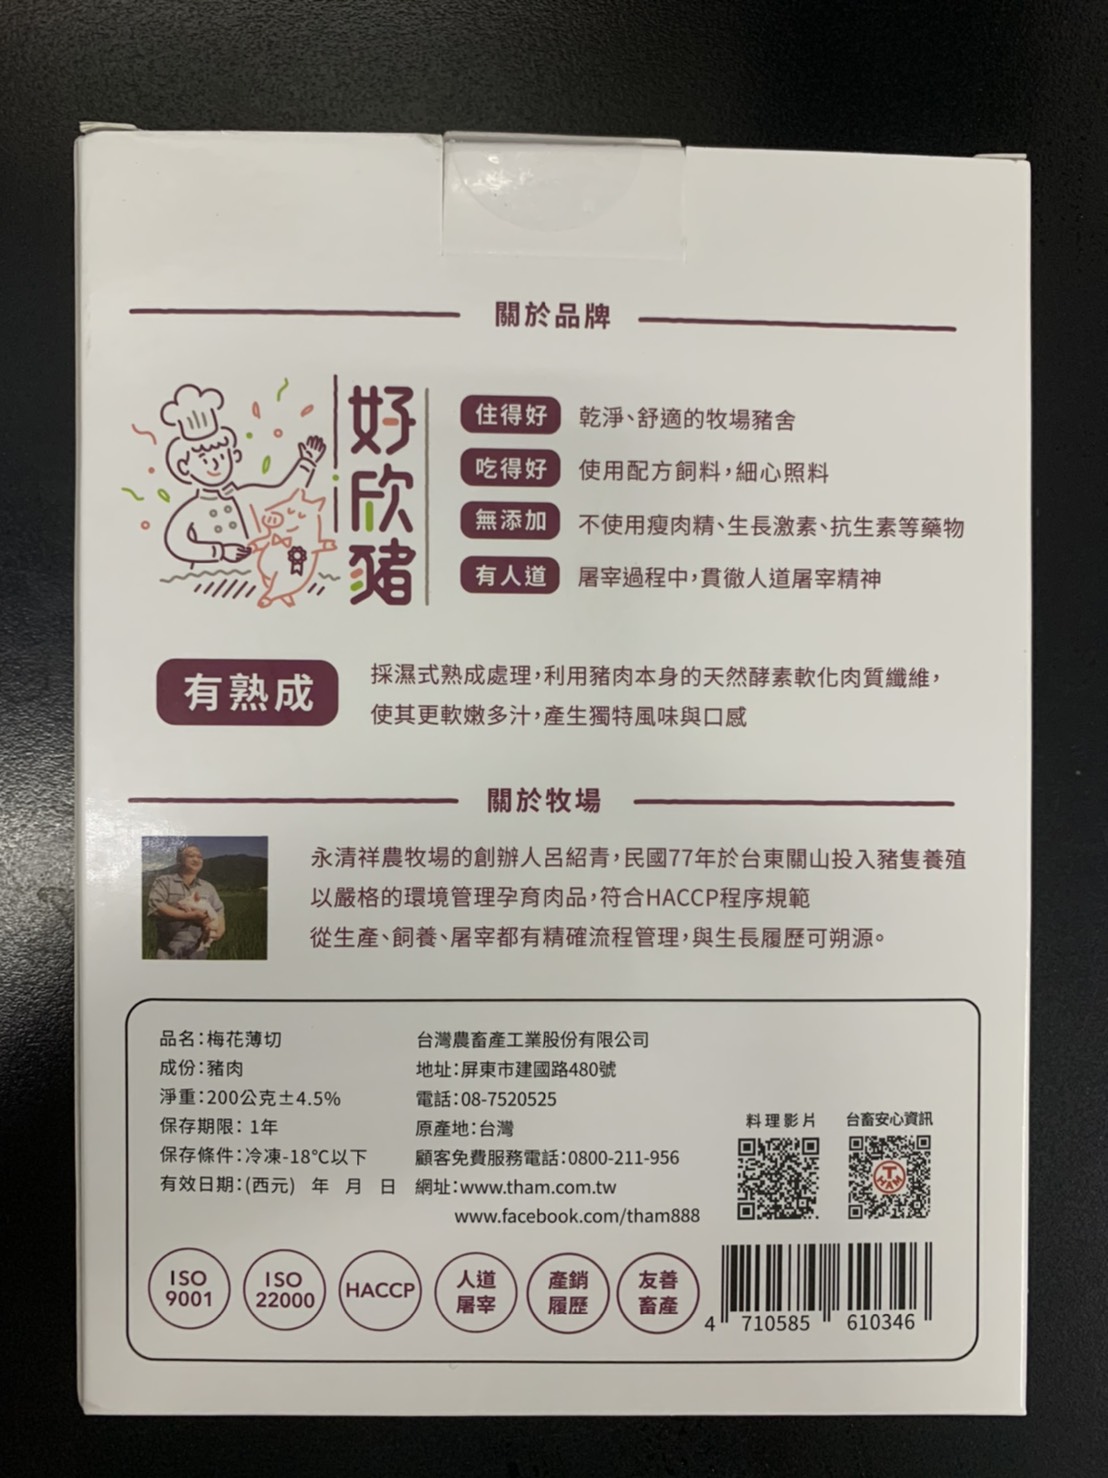 關於品牌
好欣豬
住得好 乾淨、舒適的牧場豬舍
吃得好 使用配方飼料,細心照料
無添加 不使用瘦肉精、生長激素、抗生素等藥物
有人道 屠宰過程中,貫徹人道屠宰精神
有熟成
採濕式熟成處理,利用豬肉本身的天然酵素軟化肉質纖維,
使其更軟嫩多汁,產生獨特風味與口感
關於牧場
永清祥農牧場的創辦人呂紹青,民國77年於台東關山投入豬隻養殖
以嚴格的環境管理孕育肉品,符合HACCP程序規範
從生產、飼養、屠宰都有精確流程管理,與生長履歷可朔源。
品名:梅花薄切
成份:豬肉
淨重:200公克±4.5%
保存期限: 1年
保存條件:冷凍-18℃以下
有效日期:(西元) 年 月 日
台灣農畜產工業股份有限公司
地址:屏東市建國路480號
電話:08-7520525
原產地:台灣
顧客免費服務電話:0800-211-956
網址:www.tham.com.tw
www.facebook.com/tham888
料理影片
台畜安心資訊
THAM
ISO
9001
ISO
22000
HACCP
人道
屠宰
產銷
履歷
友善
畜產
4 710585 610346